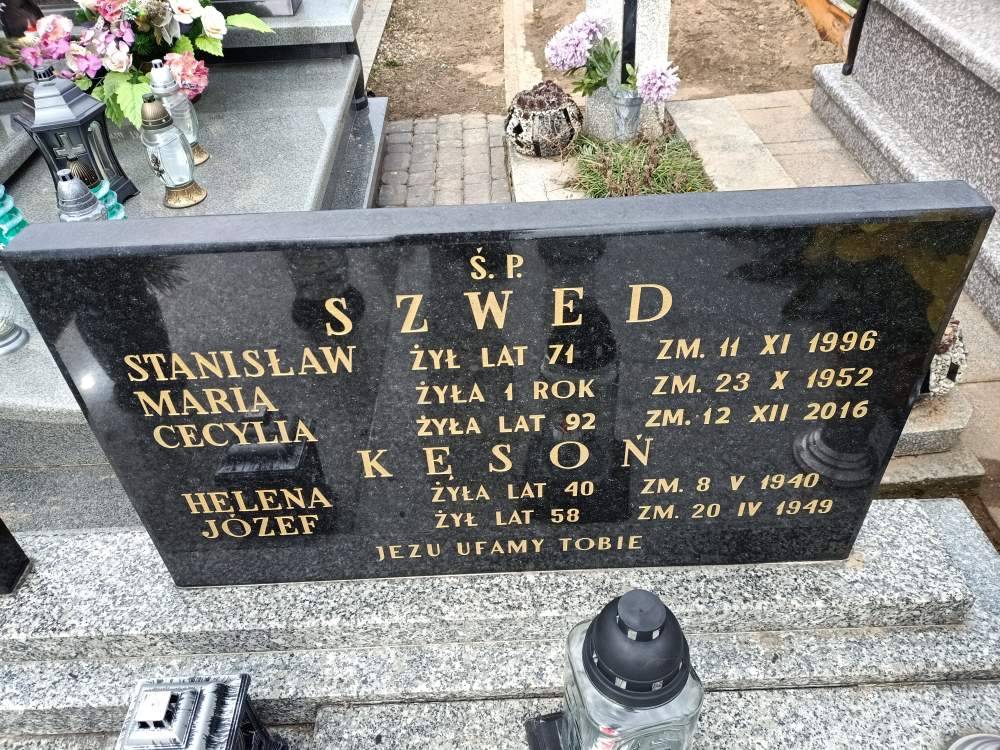 Ś. P.
SZWED
STANISŁAW ŻYŁ LAT 71 ZM. 11 XI 1996
MARIA ŻYŁA 1 ROK ZM. 23 X 1952
CECYLIA ŻYŁA LAT 92 ZM. 12 XII 2016
KĘSOŃ
HELENA ŻYŁA LAT 40 ZM. 8 V 1940
JÓZEF ŻYŁ LAT 58 ZM. 20 IV 1949
JEZU UFAMY TOBIE